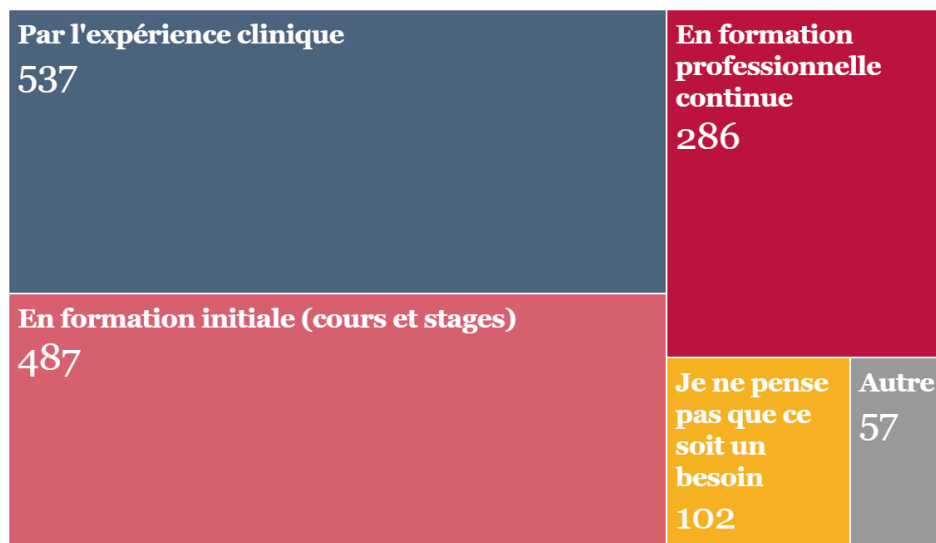 Par l'expérience clinique
537
En formation initiale (cours et stages)
487
En formation
professionnelle
continue
286
Je ne pense
pas que ce
soit un
besoin
102
Autre
57